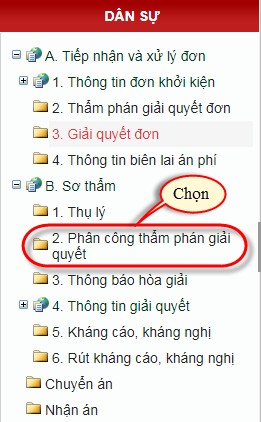 DÂN SỰ
A. Tiếp nhận và xử lý đơn
1. Thông tin đơn khởi kiện
2. Thẩm phán giải quyết đơn
3. Giải quyết đơn
4. Thông tin biên lai án phí
B. Sơ thẩm
Chọn
1. Thụ lý
2. Phân công thẩm phán giải
quyết
3. Thông báo hòa giải
4. Thông tin giải quyết
5. Kháng cáo, kháng nghị
6. Rút kháng cáo, kháng nghị
Chuyển án
Nhận án